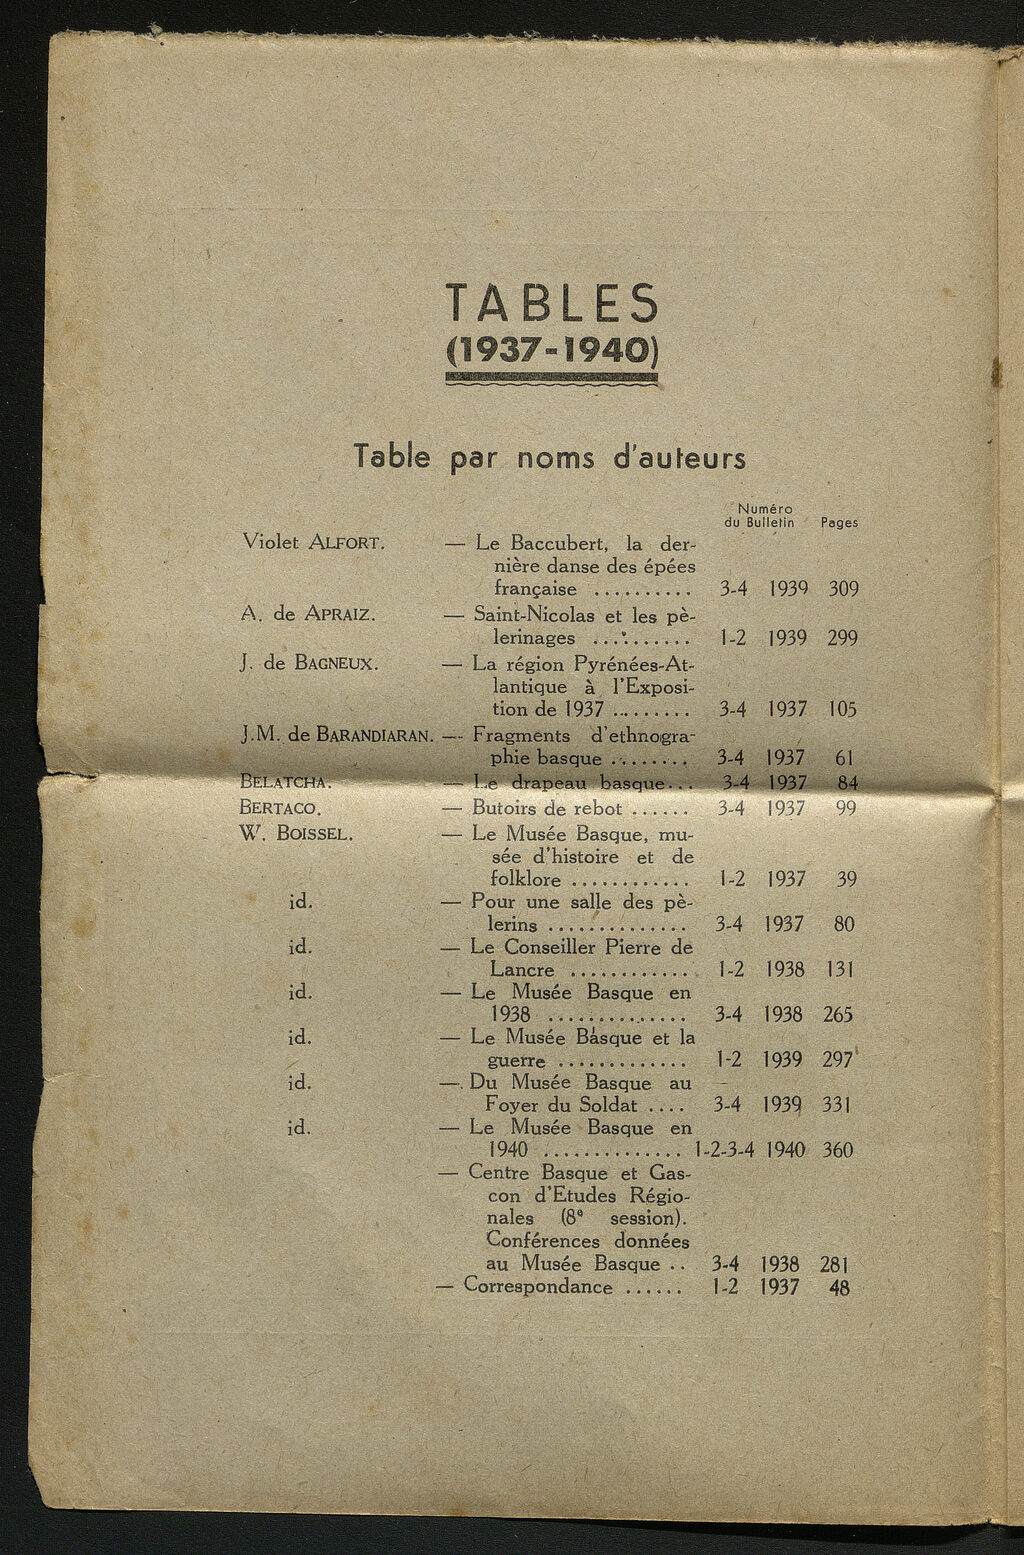 TABLES
(1937-1940)
Table par noms d'auteurs
Numéro
du Bulletin Pages
Violet ALFORT. — Le Baccubert, la der-
nière danse des épées
française .......... 3-4 1939 309
A. de APRAIZ. — Saint-Nicolas et les pè-
lerinages .......... 1-2 1939 299
J. de BAGNEUX. — La région Pyrénées-At-
lantique à l'Exposi-
tion de 1937 ......... 3-4 1937 105
J.M. de BARANDIARAN. — Fragments d'ethnogra-
phie basque ........ 3-4 1937 61
BELATCHA. — Le drapeau basque... 3-4 1937 84
BERTACO. — Butoirs de rebot ...... 3-4 1937 99
W. BOISSEL. — Le Musée Basque, mu-
sée d'histoire et de
folklore ............ 1-2 1937 39
id. — Pour une salle des pè-
lerins .............. 3-4 1937 80
id. — Le Conseiller Pierre de
Lancre ............ 1-2 1938 131
id. — Le Musée Basque en
1938 .............. 3-4 1938 265
id. — Le Musée Basque et la
guerre ............. 1-2 1939 297
id. — Du Musée Basque au
Foyer du Soldat .... 3-4 1939 331
id. — Le Musée Basque en
1940 .............. 1-2-3-4 1940 360
— Centre Basque et Gas-
con d'Etudes Régio-
nales (8e session).
Conférences données
au Musée Basque .. 3-4 1938 281
— Correspondance ...... 1-2 1937 48